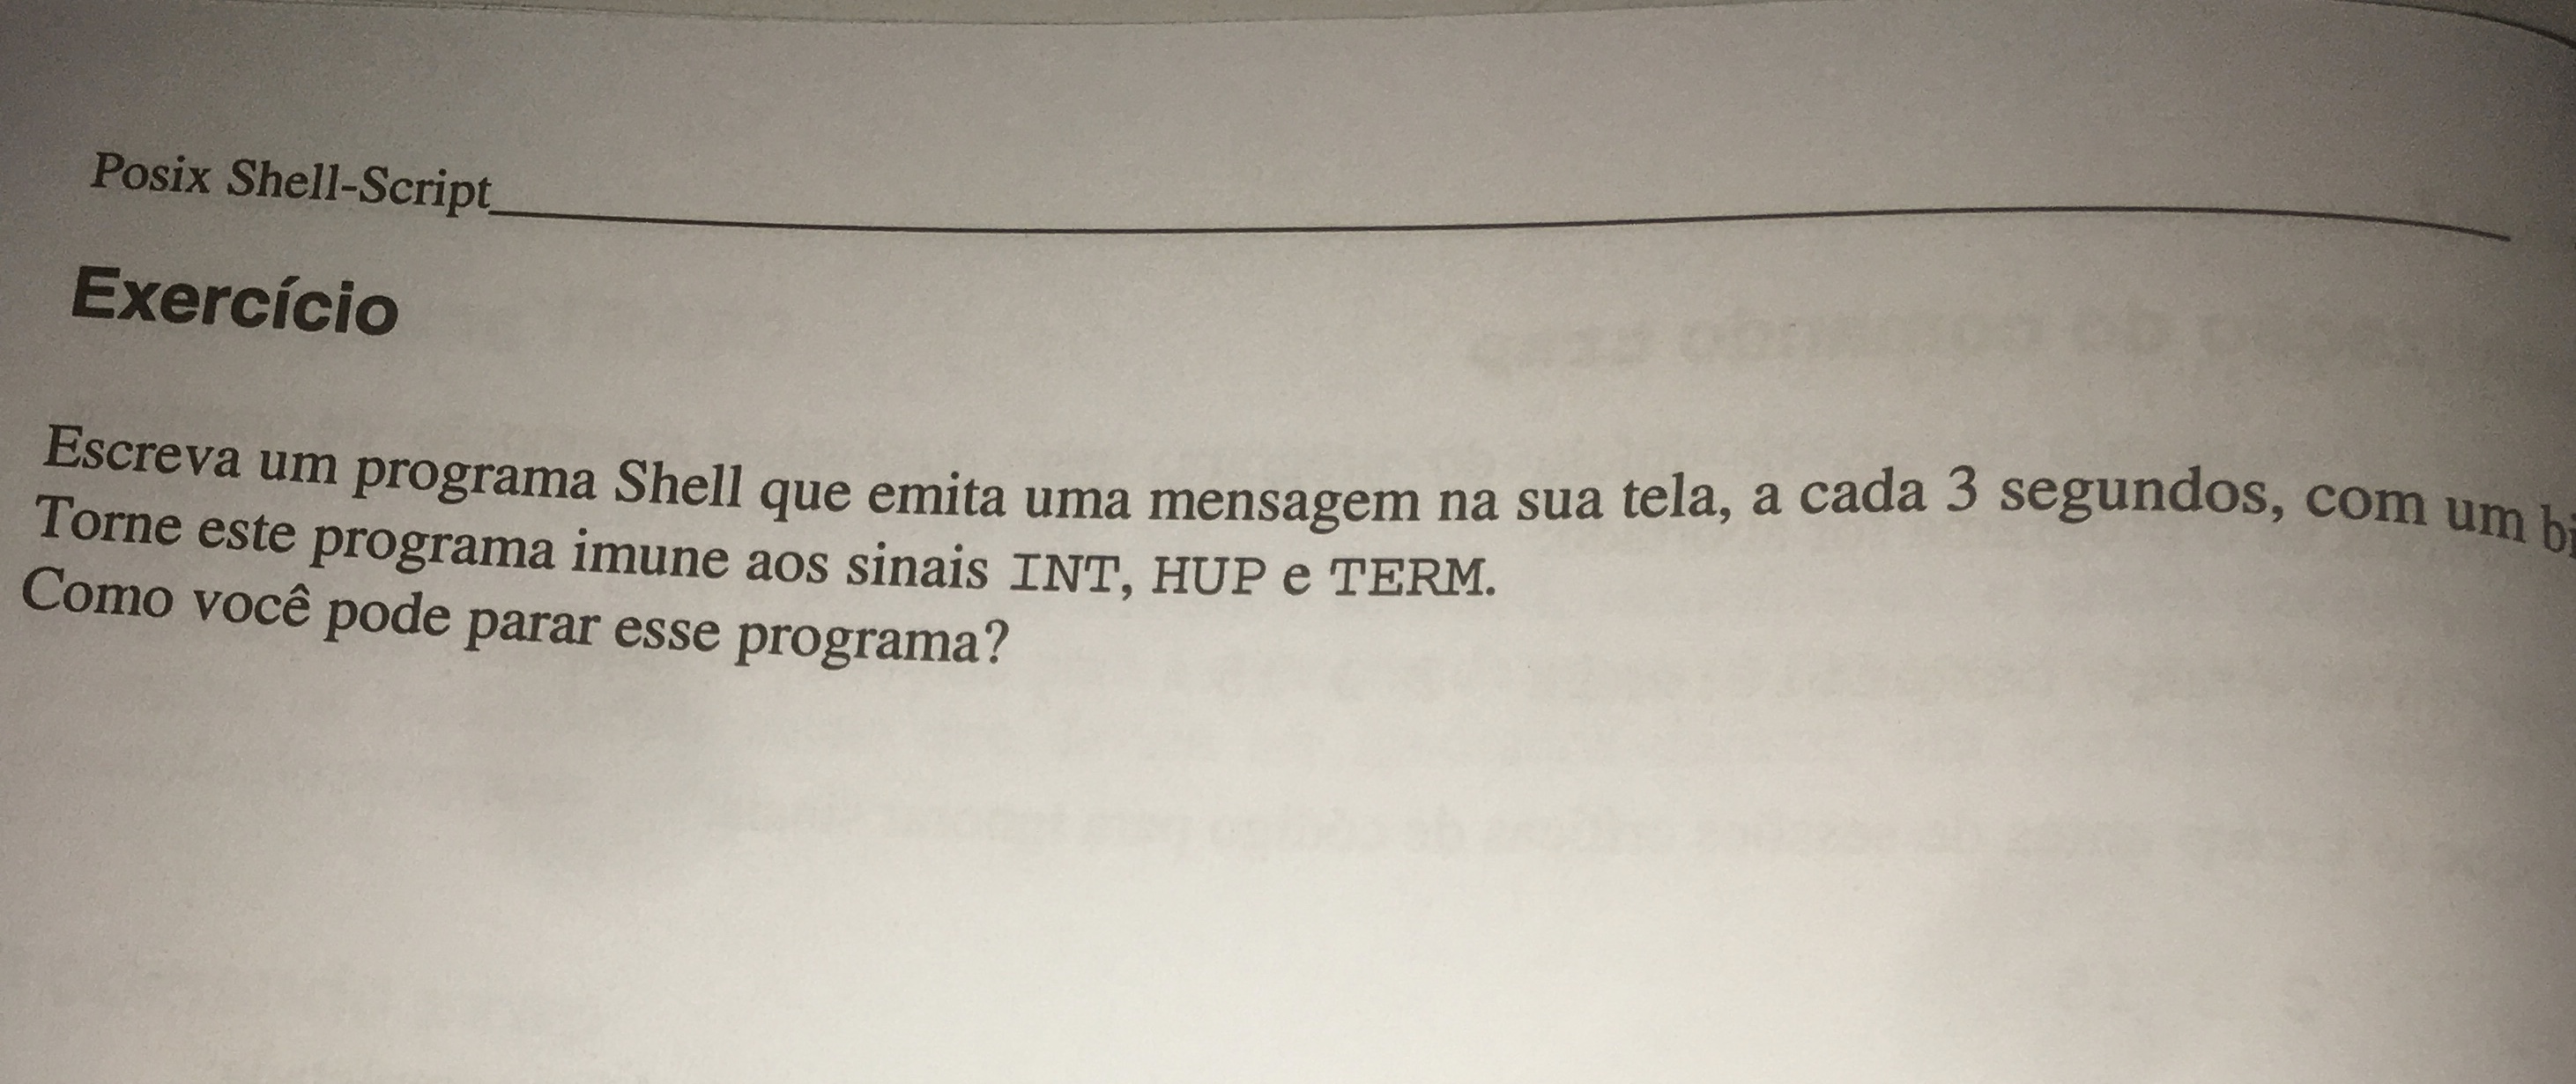 Posix Shell-Script
Exercício
Escreva um programa Shell que emita uma mensagem na sua tela, a cada 3 segundos, com um
Torne este programa imune aos sinais INT, HUP e TERM.
Como você pode parar esse programa?